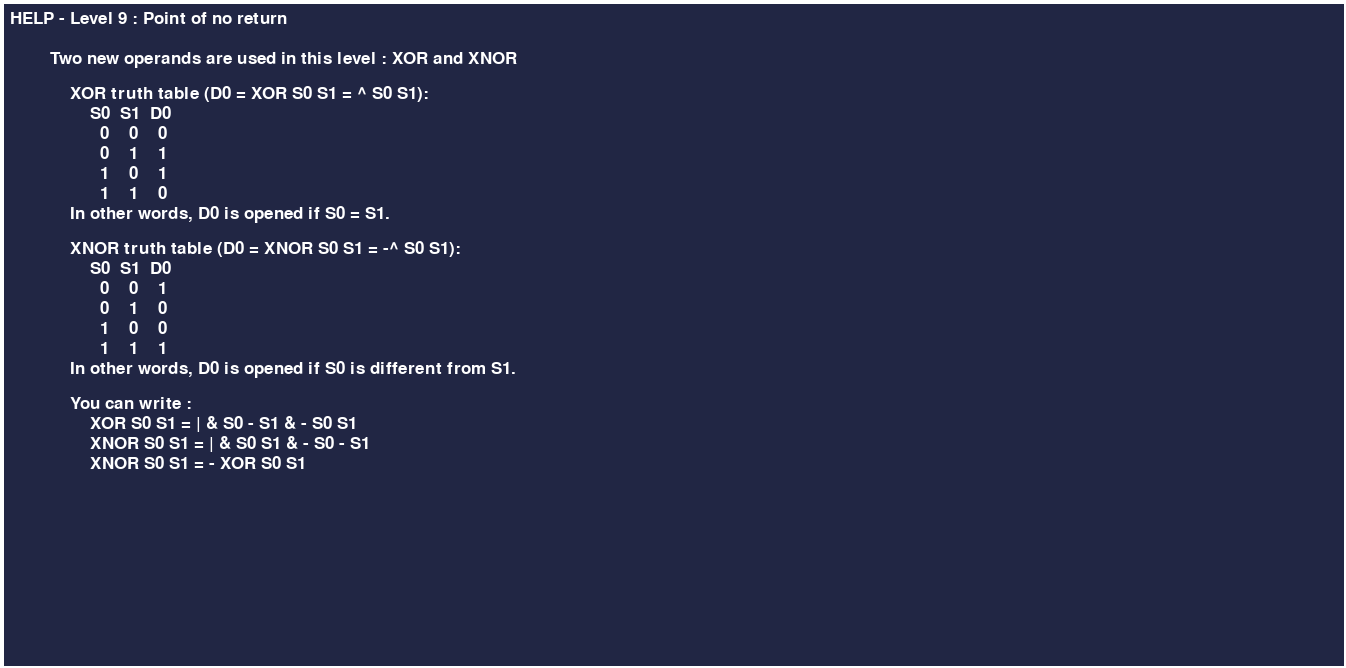 HELP - Level 9 : Point of no return
Two new operands are used in this level : XOR and XNOR
XOR truth table (D0 = XOR S0 S1 = ^ S0 S1):
S0 S1 D0
0 0 0
0 1 1
1 0 1
1 1 0
In other words, D0 is opened if S0 = S1.
XNOR truth table (D0 = XNOR S0 S1 = -^ S0 S1):
S0 S1 D0
0 0 1
0 1 0
1 0 0
1 1 1
In other words, D0 is opened if S0 is different from S1.
You can write :
XOR S0 S1 = | & S0 - S1 & - S0 S1
XNOR S0 S1 = | & S0 S1 & - S0 - S1
XNOR S0 S1 = - XOR S0 S1